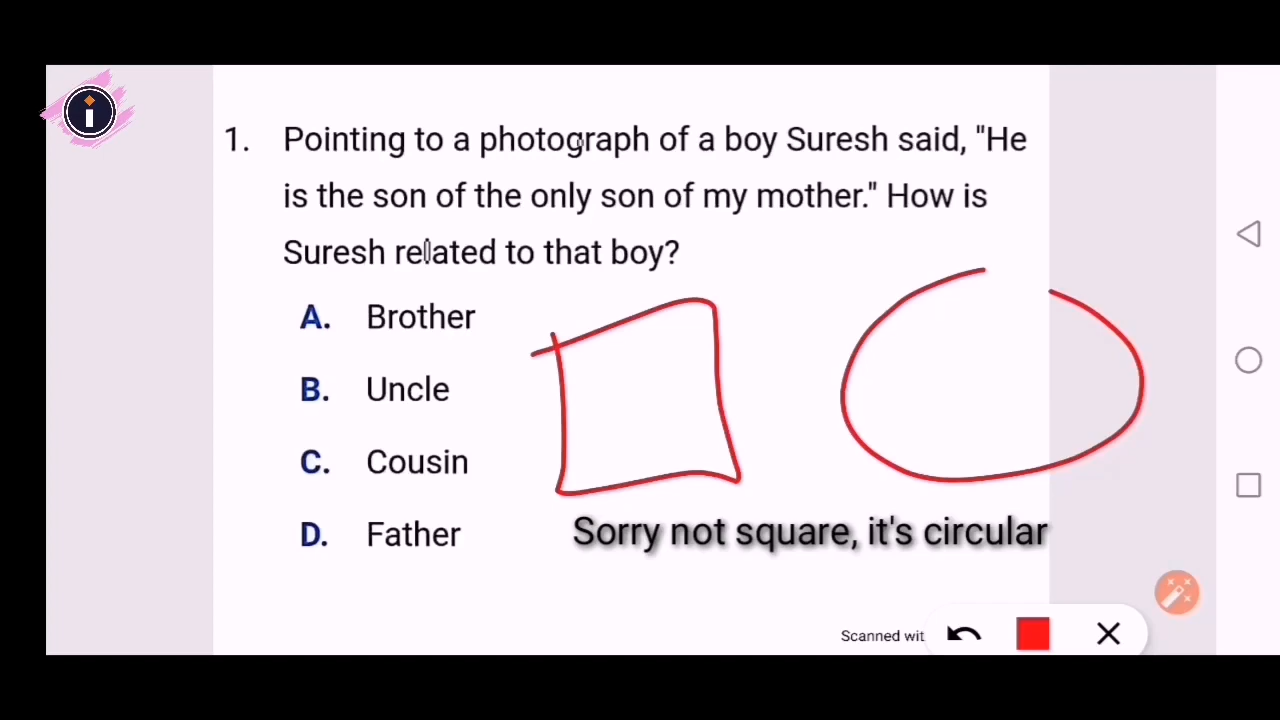 1. Pointing to a photograph of a boy Suresh said, "He
is the son of the only son of my mother." How is
Suresh related to that boy?
A. Brother
B. Uncle
C. Cousin
D. Father
Sorry not square, it's circular
Scanned wit